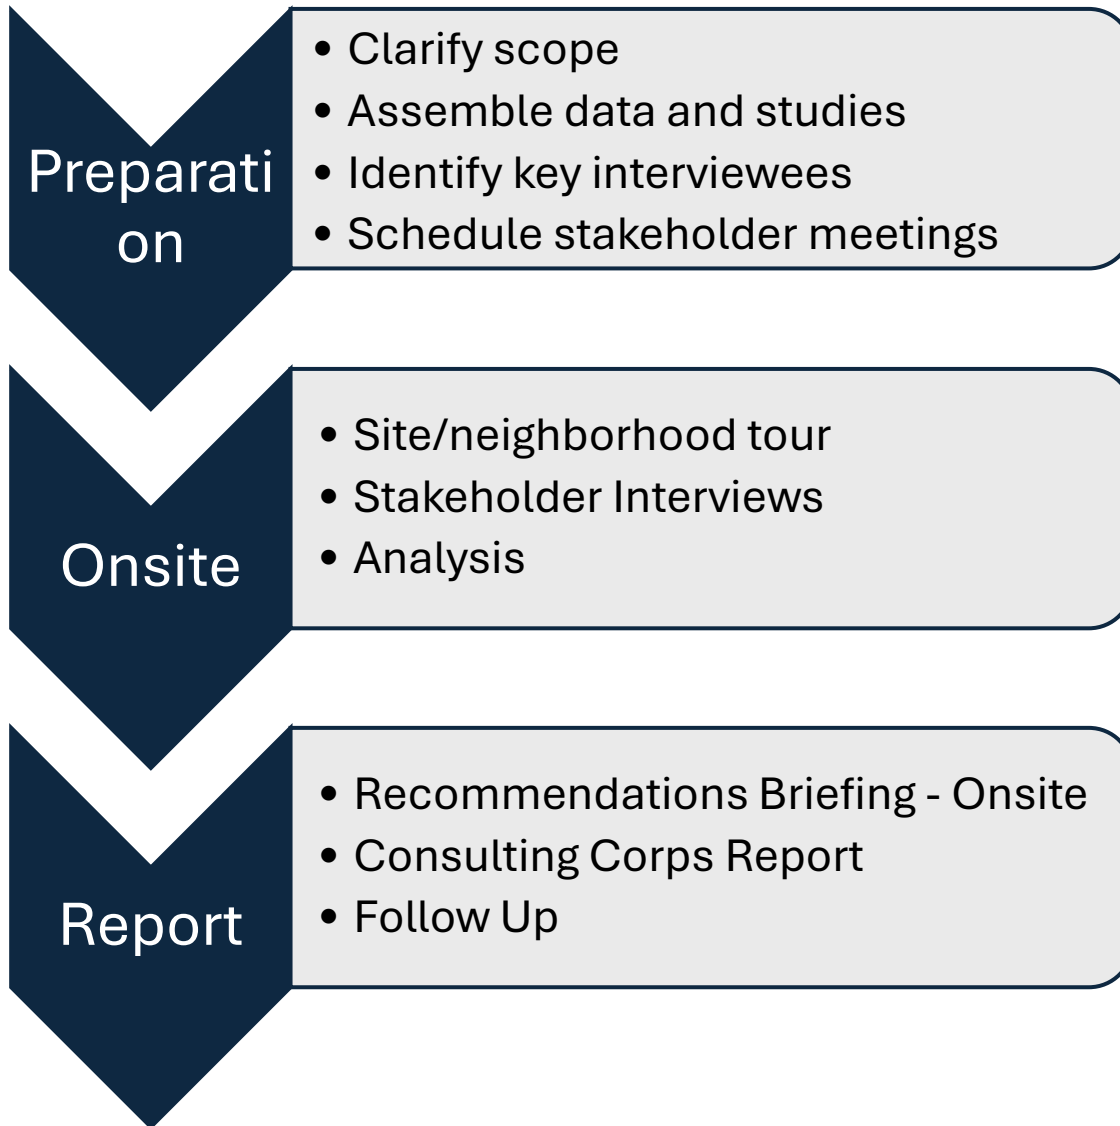 Preparati
on
• Clarify scope
• Assemble data and studies
• Identify key interviewees
• Schedule stakeholder meetings
Onsite
• Site/neighborhood tour
• Stakeholder Interviews
• Analysis
Report
• Recommendations Briefing - Onsite
• Consulting Corps Report
• Follow Up